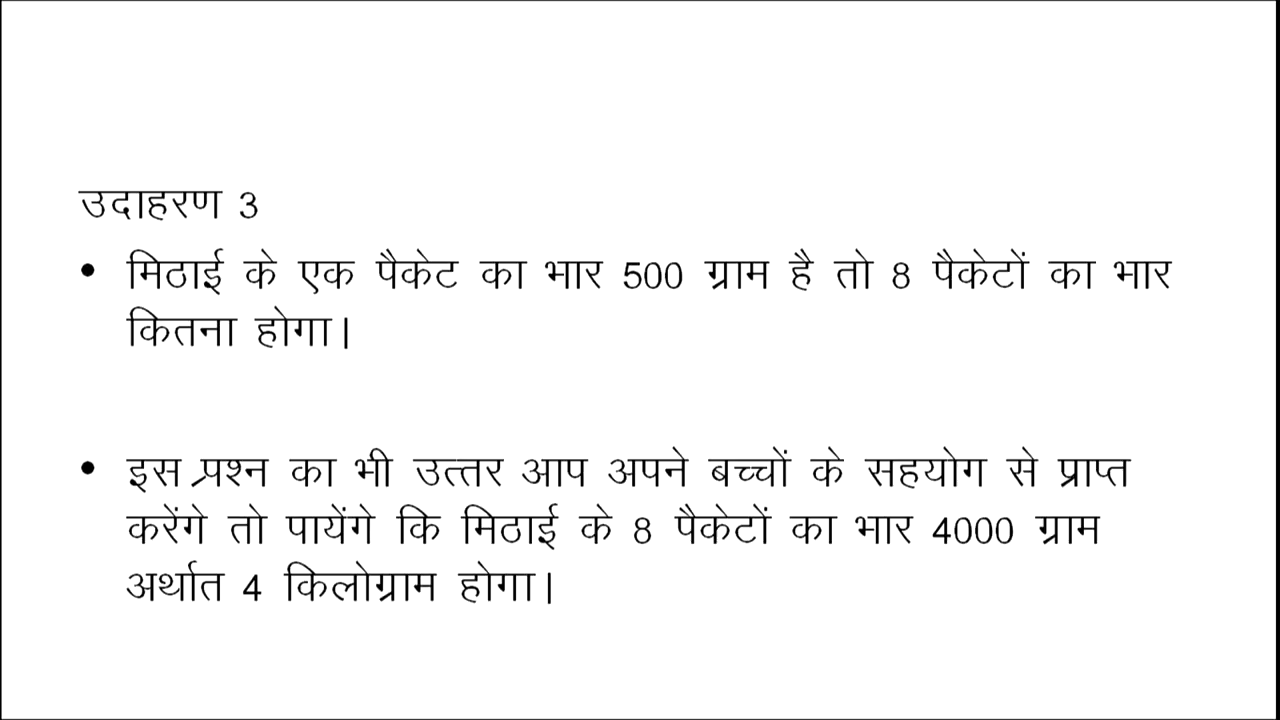 उदाहरण 3
• मिठाई के एक पैकेट का भार 500 ग्राम है तो 8 पैकेटों का भार
कितना होगा।
• इस प्रश्न का भी उत्तर आप अपने बच्चों के सहयोग से प्राप्त
करेंगे तो पायेंगे कि मिठाई के 8 पैकेटों का भार 4000 ग्राम
अर्थात 4 किलोग्राम होगा।